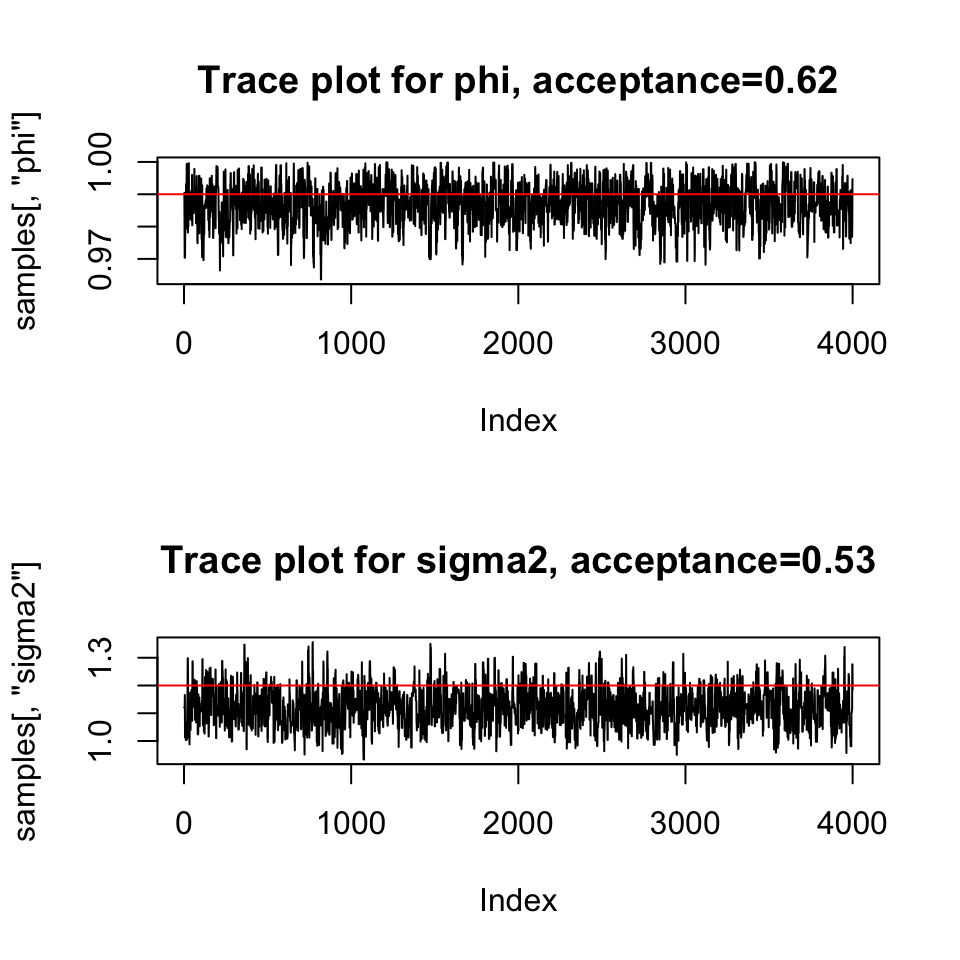 Trace plot for phi, acceptance=0.62
samples[, "phi"]
1.00
0.97
0 1000 2000 3000 4000
Index
Trace plot for sigma2, acceptance=0.53
samples[, "sigma2"]
1.3
1.0
0 1000 2000 3000 4000
Index